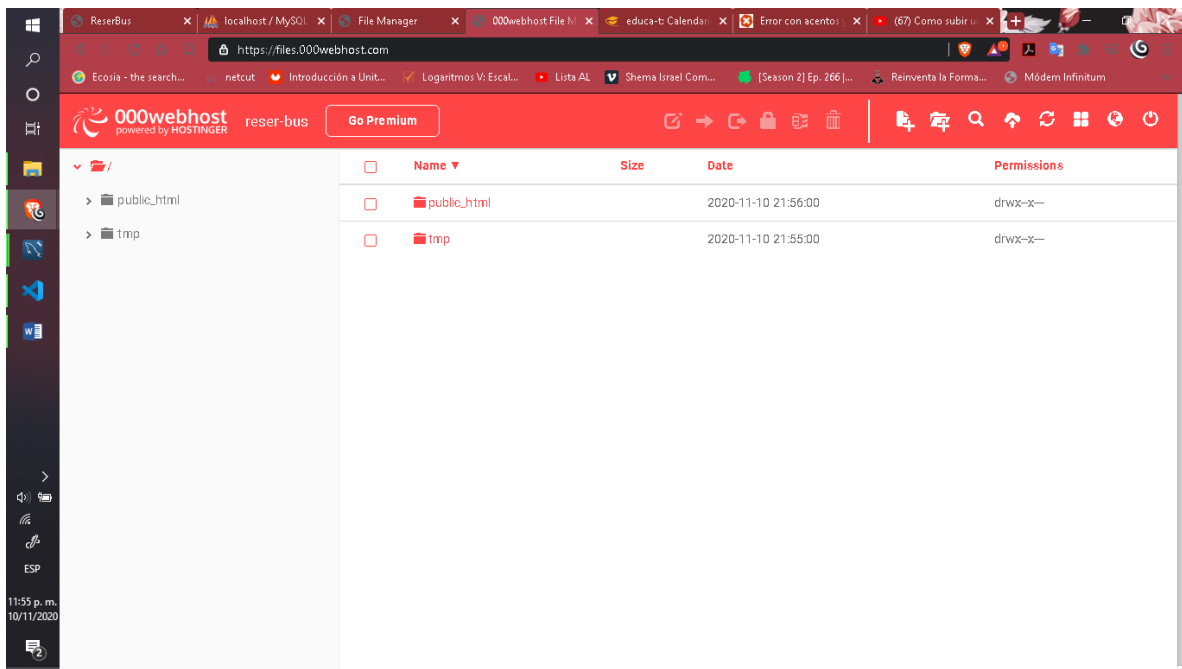 ReserBus
localhost / MySQL
File Manager
000webhost File M
educa-t: Calendari
Error con acentos y
(67) Como subir u
https://files.000webhost.com
Ecosia - the search...
netcut
Introducción a Unit...
Logaritmos V: Escal...
Lista AL
Shema Israel Com...
[Season 2] Ep. 266 |...
Reinventa la Forma...
Módem Infinitum
000webhost
powered by HOSTINGER
reser-bus
Go Premium
/
Name ▼
Size
Date
Permissions
public_html
public_html
2020-11-10 21:56:00
drwx--x---
tmp
tmp
2020-11-10 21:55:00
drwx--x---
ESP
11:55 p. m.
10/11/2020
2